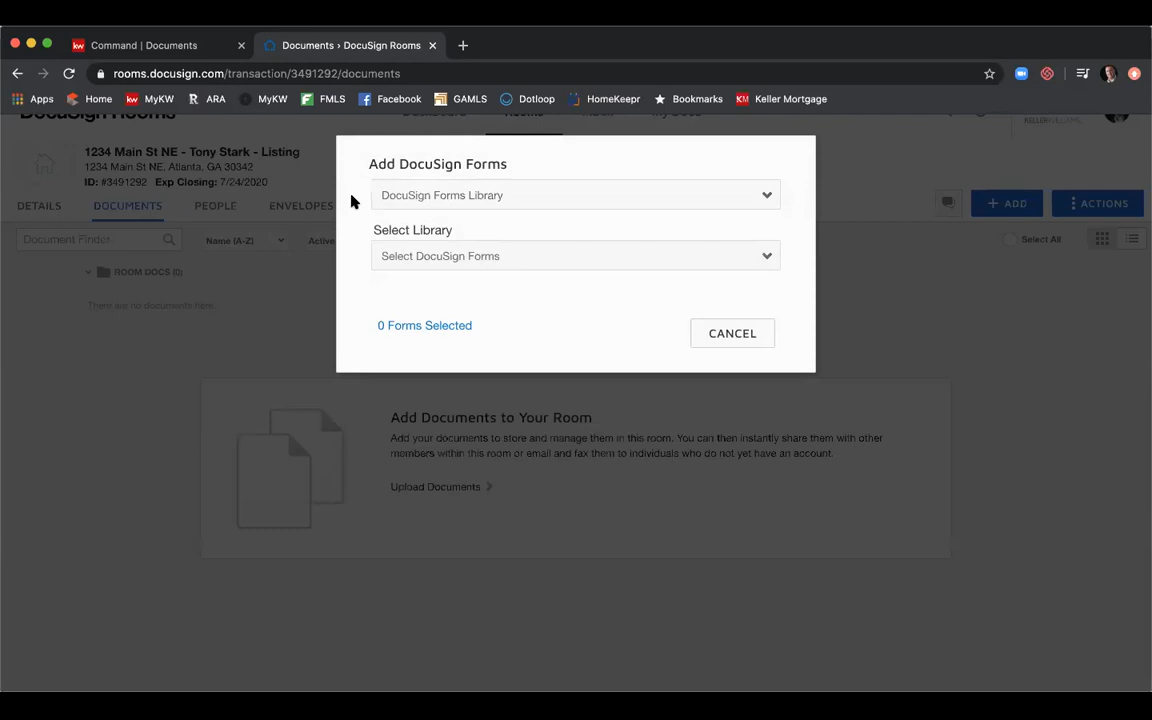 Command | Documents
Documents › DocuSign Rooms
rooms.docusign.com/transaction/3491292/documents
Apps Home MyKW ARA MyKW FMLS Facebook GAMLS Dotloop HomeKeepr Bookmarks Keller Mortgage
DocuSign Rooms
1234 Main St NE - Tony Stark - Listing
1234 Main St NE, Atlanta, GA 30342
ID: #3491292 Exp Closing: 7/24/2020
DETAILS DOCUMENTS PEOPLE ENVELOPES
+ ADD
ACTIONS
Document Finder
Name (A-Z)
Active
Select All
ROOM DOCS (0)
There are no documents here.
Add DocuSign Forms
DocuSign Forms Library
Select Library
Select DocuSign Forms
0 Forms Selected
CANCEL
Add Documents to Your Room
Add your documents to store and manage them in this room. You can then instantly share them with other
members within this room or email and fax them to individuals who do not yet have an account.
Upload Documents